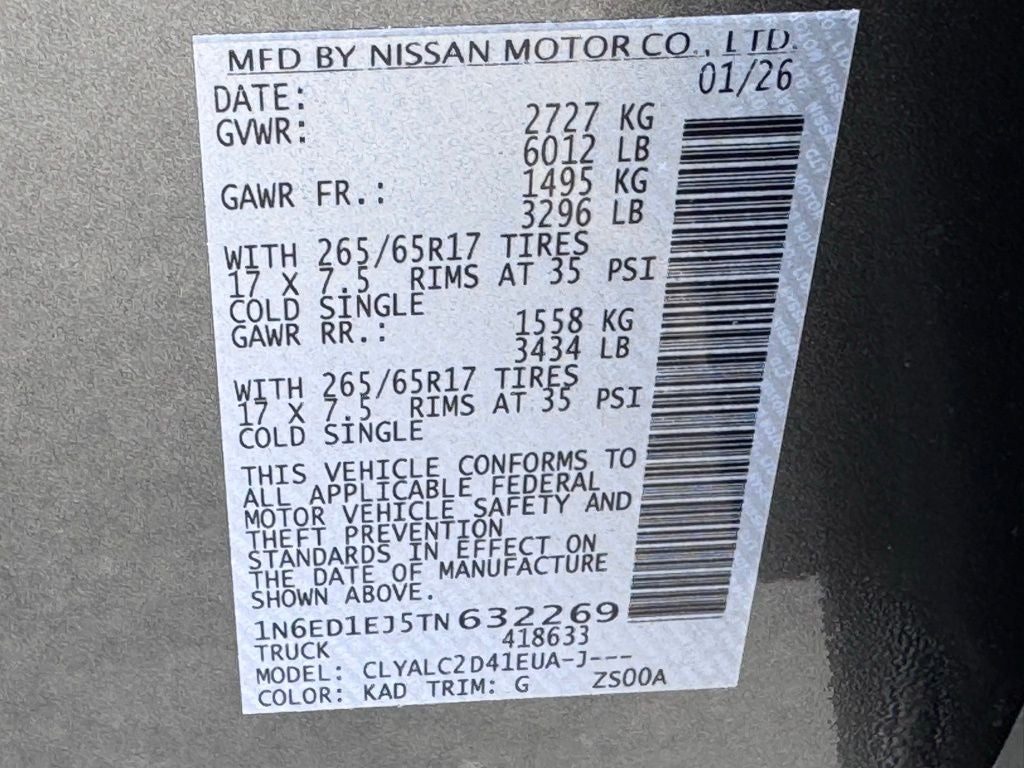 MFD BY NISSAN MOTOR CO., LTD.
DATE: 01/26
GVWR: 2727 KG
6012 LB
GAWR FR.: 1495 KG
3296 LB
WITH 265/65R17 TIRES
17 X 7.5 RIMS AT 35 PSI
COLD SINGLE
GAWR RR.: 1558 KG
3434 LB
WITH 265/65R17 TIRES
17 X 7.5 RIMS AT 35 PSI
COLD SINGLE
THIS VEHICLE CONFORMS TO
ALL APPLICABLE FEDERAL
MOTOR VEHICLE SAFETY AND
THEFT PREVENTION
STANDARDS IN EFFECT ON
THE DATE OF MANUFACTURE
SHOWN ABOVE.
1N6ED1EJ5TN632269
TRUCK 418633
MODEL: CLYALC2D41EUA-J---
COLOR: KAD TRIM: G ZS00A